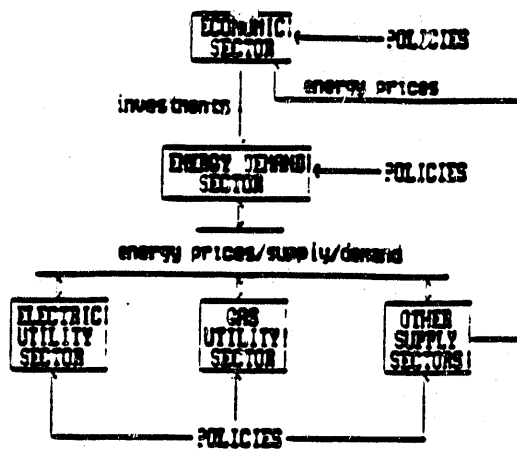 ECONOMIC
SECTOR
POLICIES
energy prices
investments
ENERGY DEMAND
SECTOR
POLICIES
energy prices/supply/demand
ELECTRIC
UTILITY
SECTOR
GAS
UTILITY
SECTOR
OTHER
SUPPLY
SECTORS
POLICIES